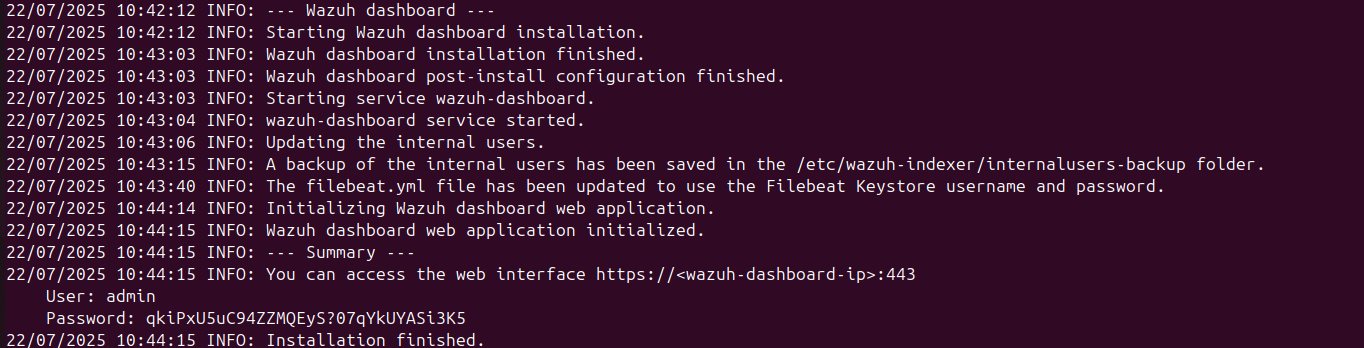 22/07/2025 10:42:12 INFO: --- Wazuh dashboard ---
22/07/2025 10:42:12 INFO: Starting Wazuh dashboard installation.
22/07/2025 10:43:03 INFO: Wazuh dashboard installation finished.
22/07/2025 10:43:03 INFO: Wazuh dashboard post-install configuration finished.
22/07/2025 10:43:03 INFO: Starting service wazuh-dashboard.
22/07/2025 10:43:04 INFO: wazuh-dashboard service started.
22/07/2025 10:43:06 INFO: Updating the internal users.
22/07/2025 10:43:15 INFO: A backup of the internal users has been saved in the /etc/wazuh-indexer/internalusers-backup folder.
22/07/2025 10:43:40 INFO: The filebeat.yml file has been updated to use the Filebeat Keystore username and password.
22/07/2025 10:44:14 INFO: Initializing Wazuh dashboard web application.
22/07/2025 10:44:15 INFO: Wazuh dashboard web application initialized.
22/07/2025 10:44:15 INFO: --- Summary ---
22/07/2025 10:44:15 INFO: You can access the web interface https://<wazuh-dashboard-ip>:443
    User: admin
    Password: qkiPxU5uC94ZZMQEyS?07qYkUYASi3K5
22/07/2025 10:44:15 INFO: Installation finished.